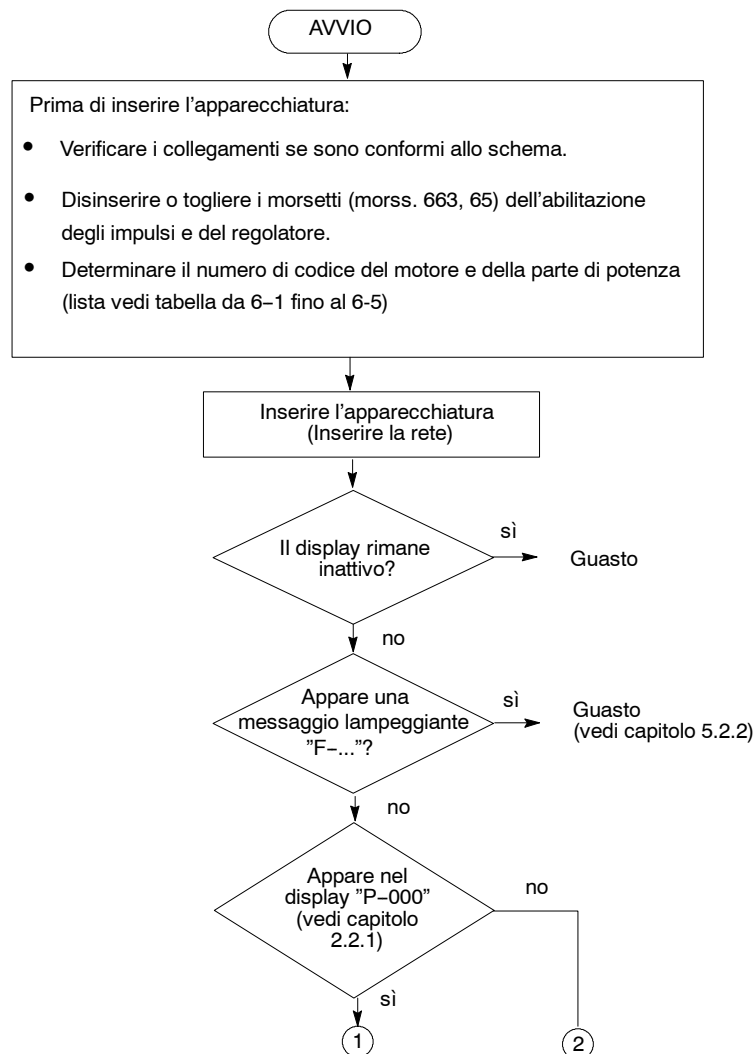 AVVIO
Prima di inserire l’apparecchiatura:
• Verificare i collegamenti se sono conformi allo schema.
• Disinserire o togliere i morsetti (morss. 663, 65) dell’abilitazione
degli impulsi e del regolatore.
• Determinare il numero di codice del motore e della parte di potenza
(lista vedi tabella da 6−1 fino al 6-5)
Inserire l’apparecchiatura
(Inserire la rete)
Il display rimane
inattivo?
sì
Guasto
no
Appare una
messaggio lampeggiante
”F−...”?
sì
Guasto
(vedi capitolo 5.2.2)
no
Appare nel
display ”P−000”
(vedi capitolo
2.2.1)
no
sì
1
2